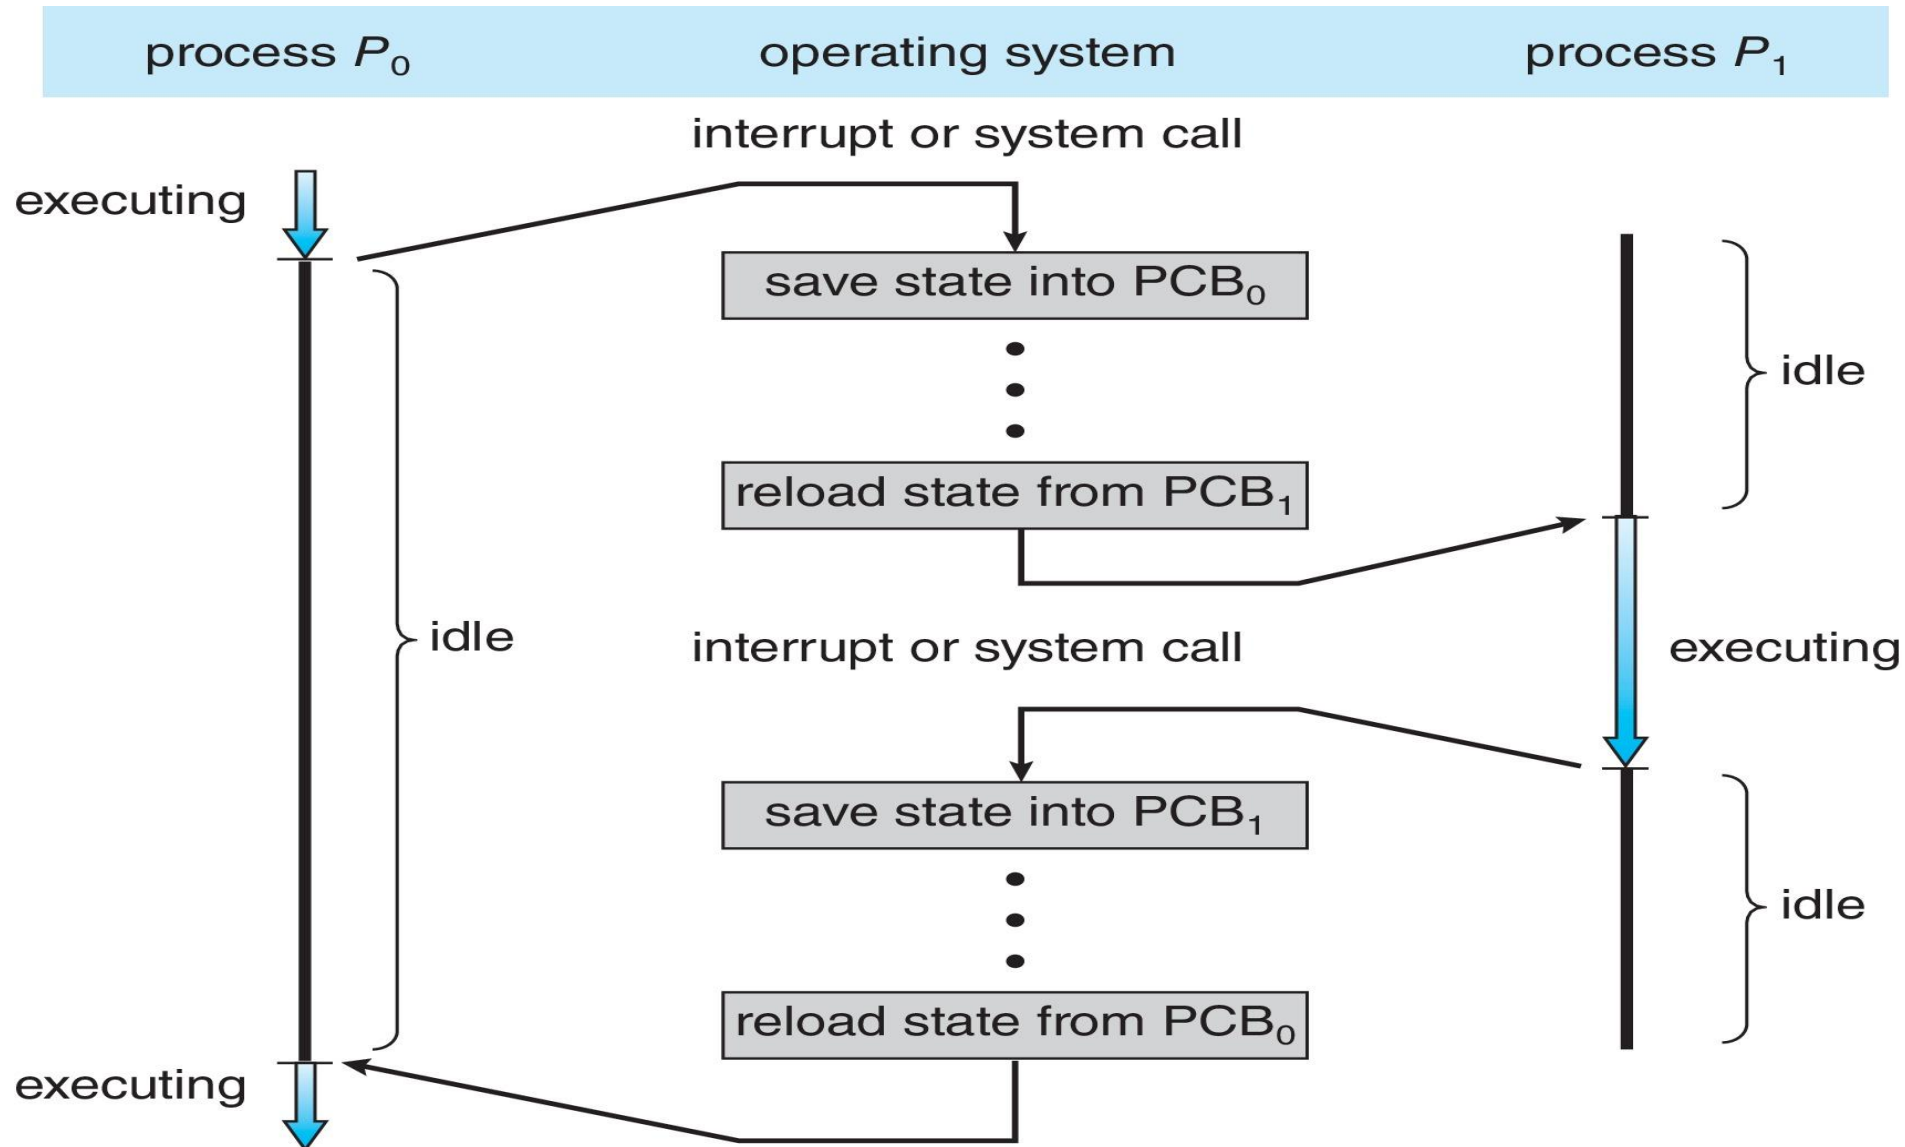 process P₀ operating system process P₁
interrupt or system call
executing
save state into PCB₀
idle
reload state from PCB₁
idle
interrupt or system call
executing
save state into PCB₁
idle
reload state from PCB₀
executing